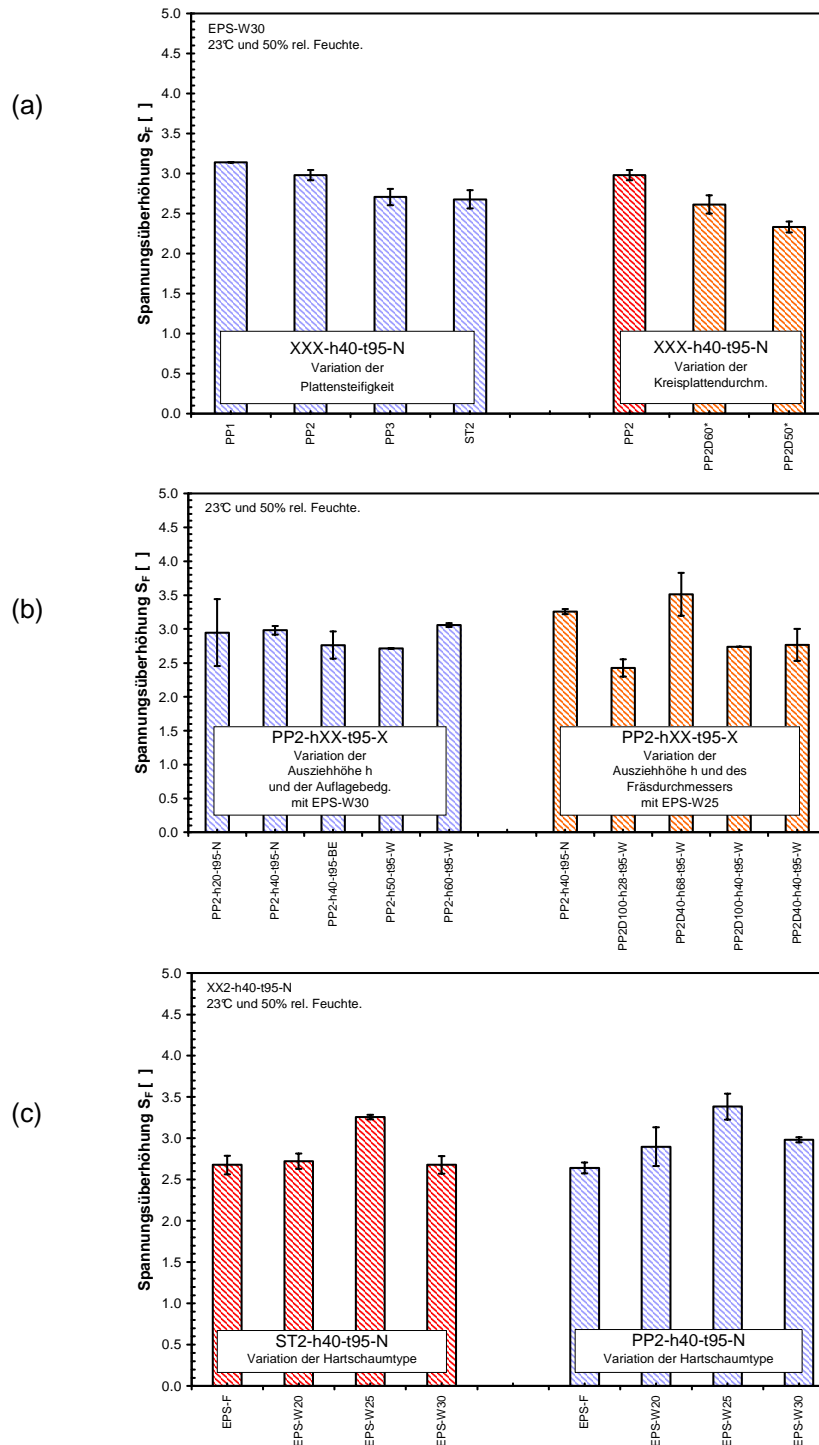 (a)
EPS-W30
23°C und 50% rel. Feuchte.
Spannungsüberhöhung SF [ ]
5.0
4.5
4.0
3.5
3.0
2.5
2.0
1.5
1.0
0.5
0.0
XXX-h40-t95-N
Variation der
Plattensteifigkeit
XXX-h40-t95-N
Variation der
Kreisplattendurchm.
PP1
PP2
PP3
ST2
PP2
PP2D60*
PP2D50*
(b)
23°C und 50% rel. Feuchte.
Spannungsüberhöhung SF [ ]
5.0
4.5
4.0
3.5
3.0
2.5
2.0
1.5
1.0
0.5
0.0
PP2-hXX-t95-X
Variation der
Ausziehhöhe h
und der Auflagebedg.
mit EPS-W30
PP2-hXX-t95-X
Variation der
Ausziehhöhe h und des
Fräsdurchmessers
mit EPS-W25
PP2-h20-t95-N
PP2-h40-t95-N
PP2-h40-t95-BE
PP2-h50-t95-W
PP2-h60-t95-W
PP2-h40-t95-N
PP2D100-h28-t95-W
PP2D40-h68-t95-W
PP2D100-h40-t95-W
PP2D40-h40-t95-W
(c)
XX2-h40-t95-N
23°C und 50% rel. Feuchte.
Spannungsüberhöhung SF [ ]
5.0
4.5
4.0
3.5
3.0
2.5
2.0
1.5
1.0
0.5
0.0
ST2-h40-t95-N
Variation der Hartschaumtype
PP2-h40-t95-N
Variation der Hartschaumtype
EPS-F
EPS-W20
EPS-W25
EPS-W30
EPS-F
EPS-W20
EPS-W25
EPS-W30